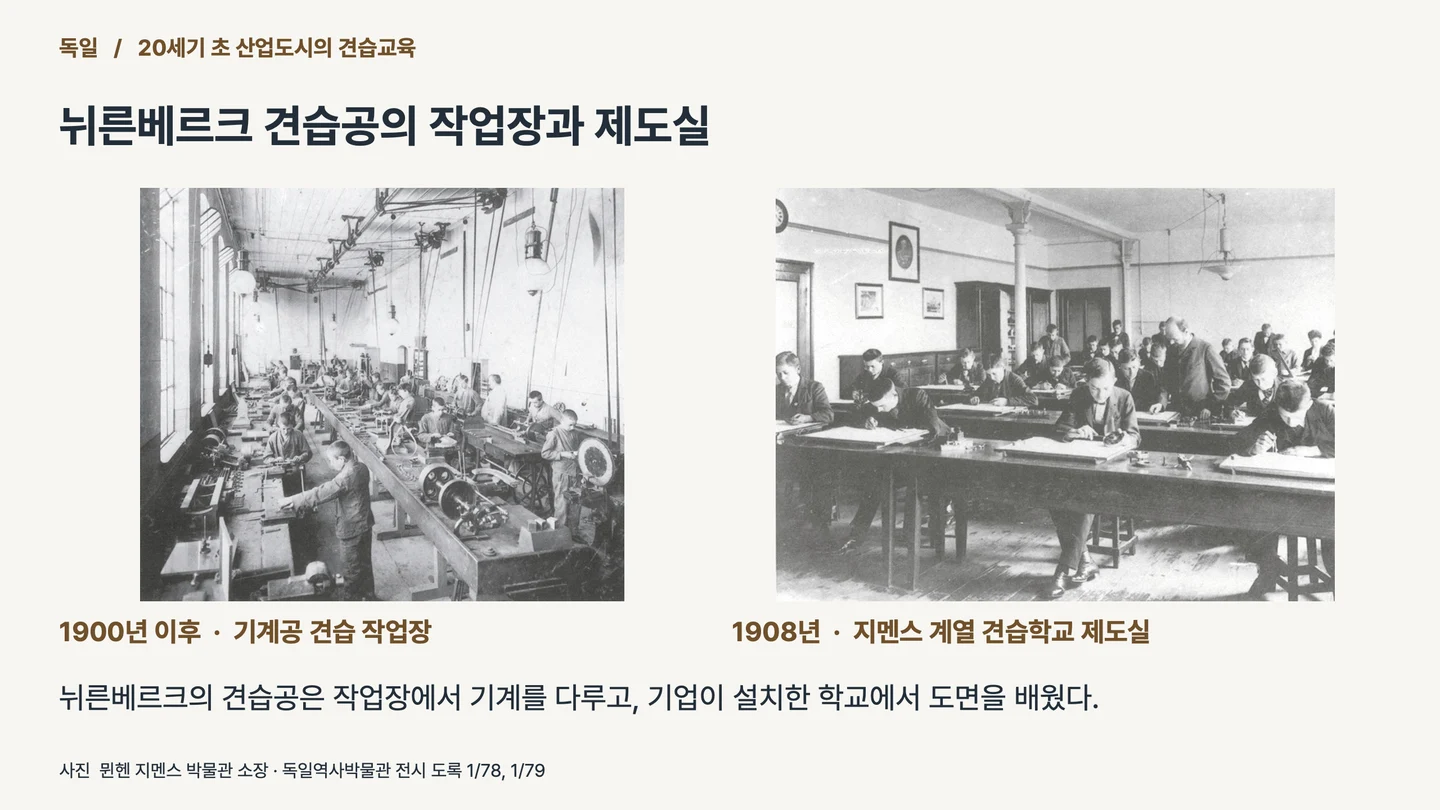 독일 / 20세기 초 산업도시의 견습교육
뉘른베르크 견습공의 작업장과 제도실
1900년 이후 · 기계공 견습 작업장
1908년 · 지멘스 계열 견습학교 제도실
뉘른베르크의 견습공은 작업장에서 기계를 다루고, 기업이 설치한 학교에서 도면을 배웠다.
사진 뮌헨 지멘스 박물관 소장 · 독일역사박물관 전시 도록 1/78, 1/79